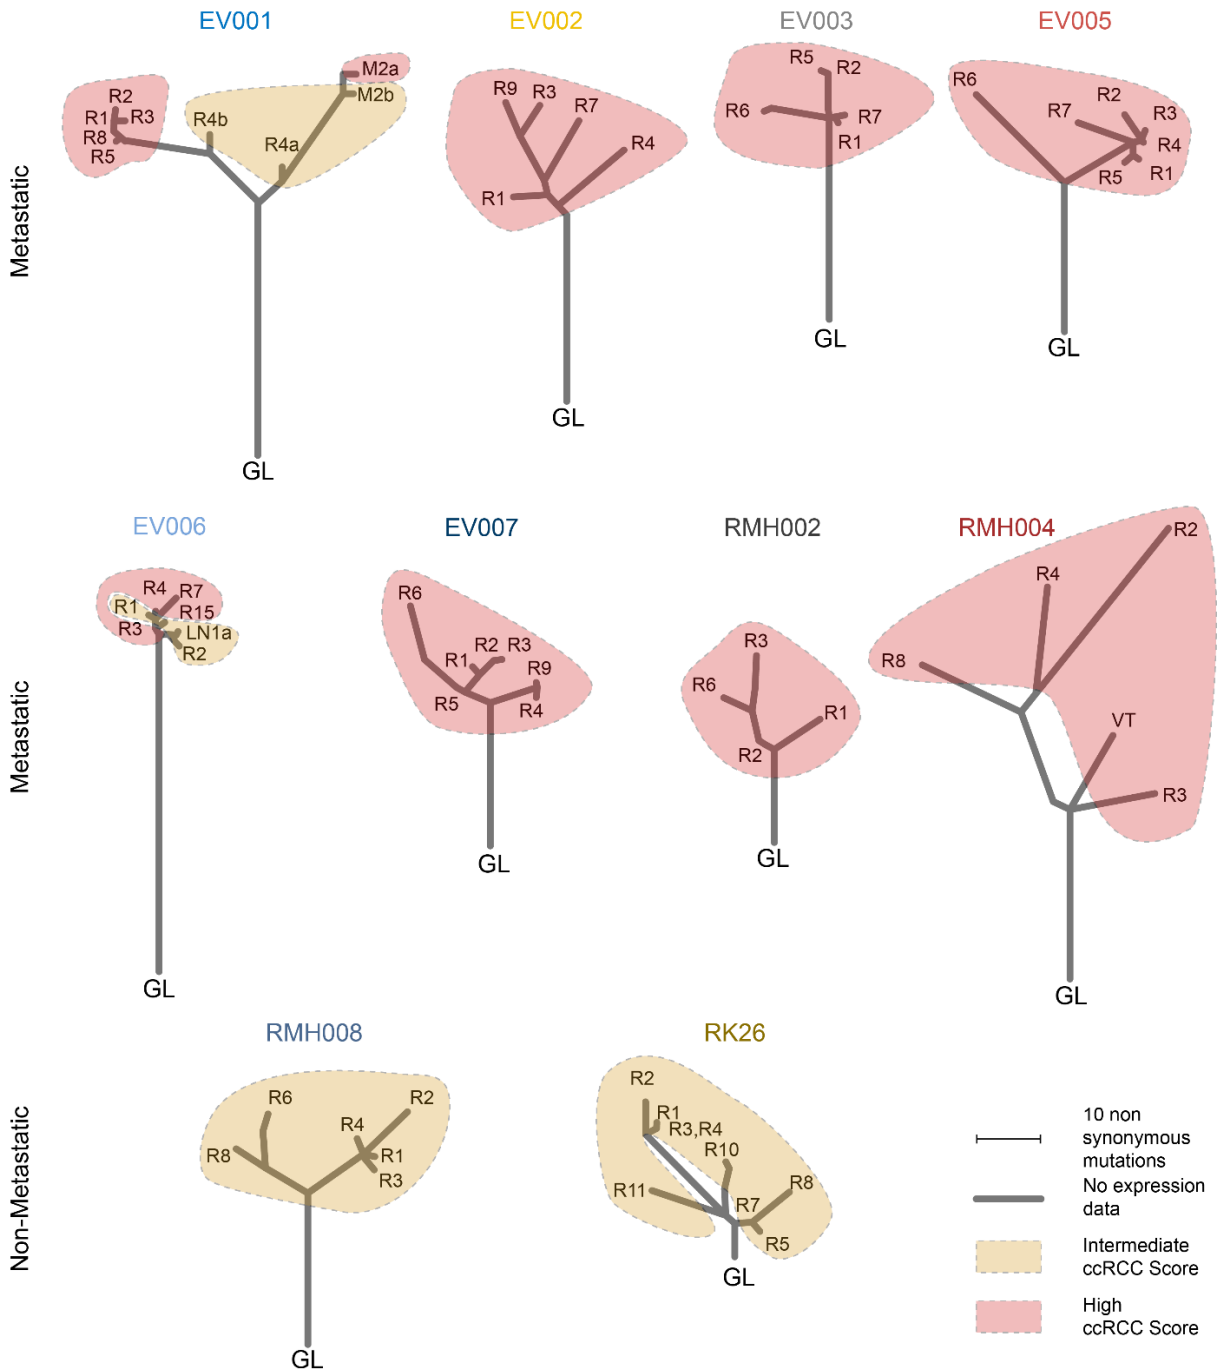 EV001
EV002
EV003
EV005
Metastatic
R2
R1
R3
R8
R5
R4b
R4a
M2a
M2b
GL
R9
R3
R7
R4
R1
GL
R5
R2
R6
R7
R1
GL
R6
R7
R2
R3
R4
R5
R1
GL
EV006
EV007
RMH002
RMH004
Metastatic
R4
R7
R1
R15
R3
LN1a
R2
GL
R6
R2
R3
R1
R9
R5
R4
GL
R3
R6
R1
R2
GL
R2
R4
R8
VT
R3
GL
RMH008
RK26
Non-Metastatic
R6
R2
R4
R8
R1
R3
GL
R2
R1
R3,R4
R10
R11
R8
R7
R5
GL
10 non
synonymous
mutations
No expression
data
Intermediate
ccRCC Score
High
ccRCC Score